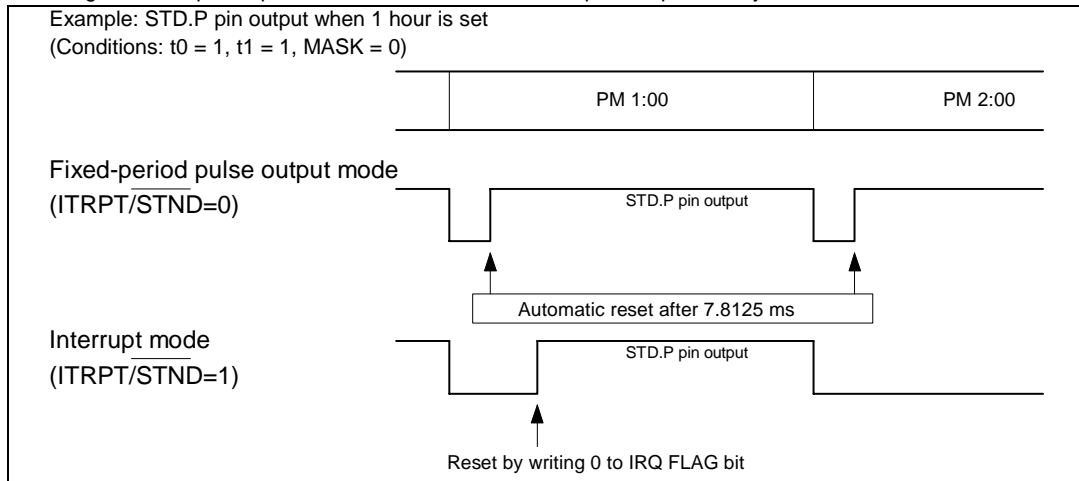 Example: STD.P pin output when 1 hour is set
(Conditions: t0 = 1, t1 = 1, MASK = 0)
PM 1:00
PM 2:00
Fixed-period pulse output mode
(ITRPT/STND=0)
STD.P pin output
Automatic reset after 7.8125 ms
Interrupt mode
(ITRPT/STND=1)
STD.P pin output
Reset by writing 0 to IRQ FLAG bit